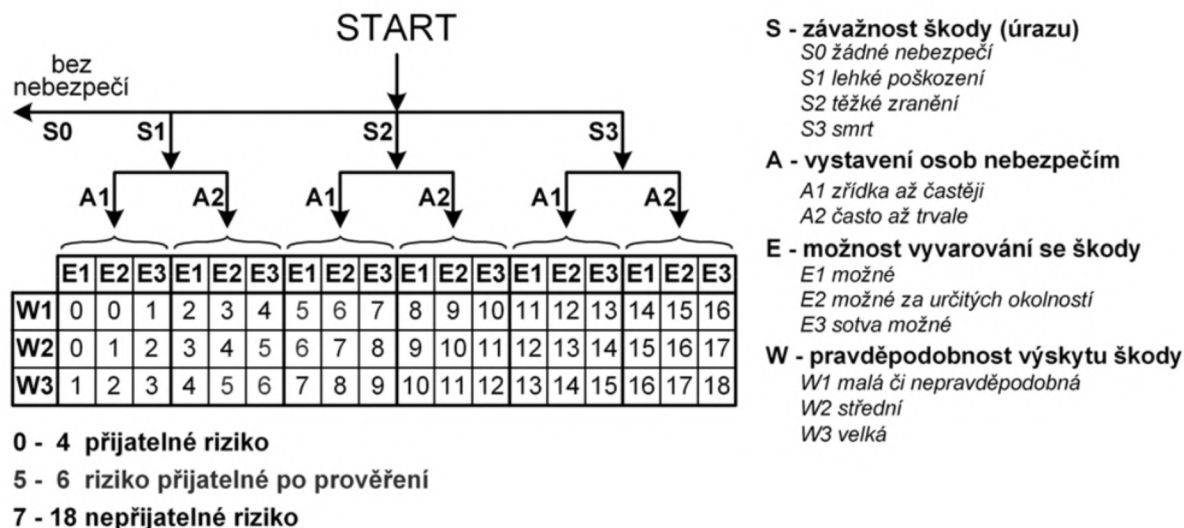 START
bez
nebezpečí
S0 S1 S2 S3
A1 A2 A1 A2 A1 A2
E1 E2 E3 E1 E2 E3 E1 E2 E3 E1 E2 E3 E1 E2 E3 E1 E2 E3
W1 0 0 1 2 3 4 5 6 7 8 9 10 11 12 13 14 15 16
W2 0 1 2 3 4 5 6 7 8 9 10 11 12 13 14 15 16 17
W3 1 2 3 4 5 6 7 8 9 10 11 12 13 14 15 16 17 18
0 - 4 přijatelné riziko
5 - 6 riziko přijatelné po prověření
7 - 18 nepřijatelné riziko
S - závažnost škody (úrazu)
S0 žádné nebezpečí
S1 lehké poškození
S2 těžké zranění
S3 smrt
A - vystavení osob nebezpečím
A1 zřídka až častěji
A2 často až trvale
E - možnost vyvarování se škody
E1 možné
E2 možné za určitých okolností
E3 sotva možné
W - pravděpodobnost výskytu škody
W1 malá či nepravděpodobná
W2 střední
W3 velká